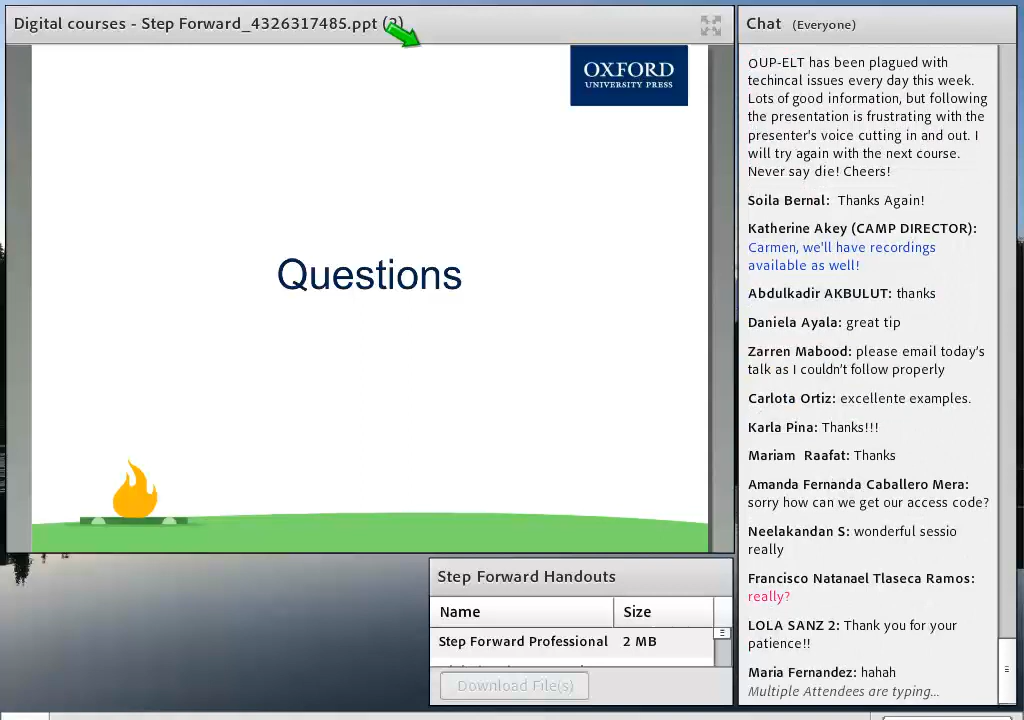 Digital courses - Step Forward_4326317485.ppt (2)
OXFORD
UNIVERSITY PRESS
Questions
Step Forward Handouts
Name Size
Step Forward Professional 2 MB
Download File(s)
Chat (Everyone)
OUP-ELT has been plagued with
techincal issues every day this week.
Lots of good information, but following
the presentation is frustrating with the
presenter's voice cutting in and out. I
will try again with the next course.
Never say die! Cheers!
Soila Bernal: Thanks Again!
Katherine Akey (CAMP DIRECTOR):
Carmen, we'll have recordings
available as well!
Abdulkadir AKBULUT: thanks
Daniela Ayala: great tip
Zarren Mabood: please email today's
talk as I couldn't follow properly
Carlota Ortiz: excellente examples.
Karla Pina: Thanks!!!
Mariam Raafat: Thanks
Amanda Fernanda Caballero Mera:
sorry how can we get our access code?
Neelakandan S: wonderful sessio
really
Francisco Natanael Tlaseca Ramos:
really?
LOLA SANZ 2: Thank you for your
patience!!
Maria Fernandez: hahah
Multiple Attendees are typing...